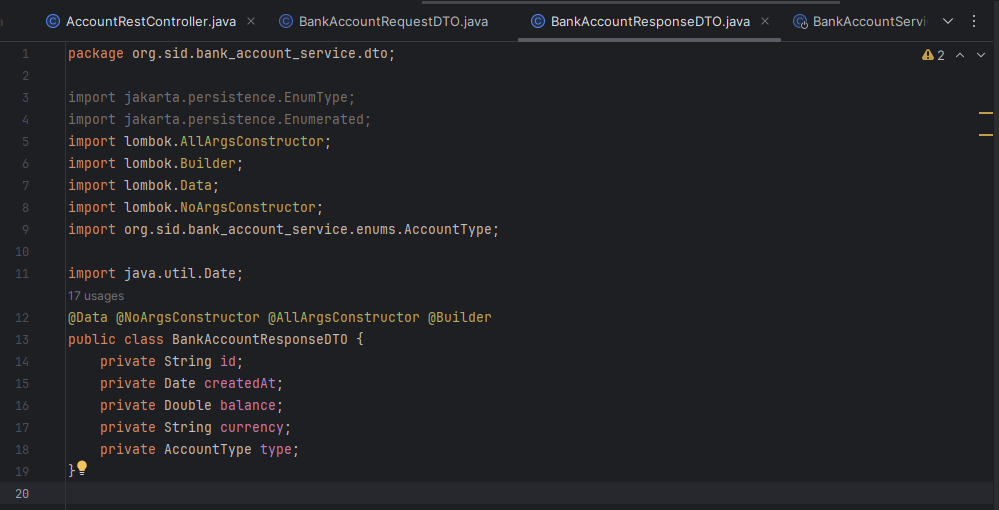 AccountRestController.java BankAccountRequestDTO.java BankAccountResponseDTO.java BankAccountServi
1 package org.sid.bank_account_service.dto; 2
2
3 import jakarta.persistence.EnumType;
4 import jakarta.persistence.Enumerated;
5 import lombok.AllArgsConstructor;
6 import lombok.Builder;
7 import lombok.Data;
8 import lombok.NoArgsConstructor;
9 import org.sid.bank_account_service.enums.AccountType;
10
11 import java.util.Date;
17 usages
12 @Data @NoArgsConstructor @AllArgsConstructor @Builder
13 public class BankAccountResponseDTO {
14     private String id;
15     private Date createdAt;
16     private Double balance;
17     private String currency;
18     private AccountType type;
19 }
20